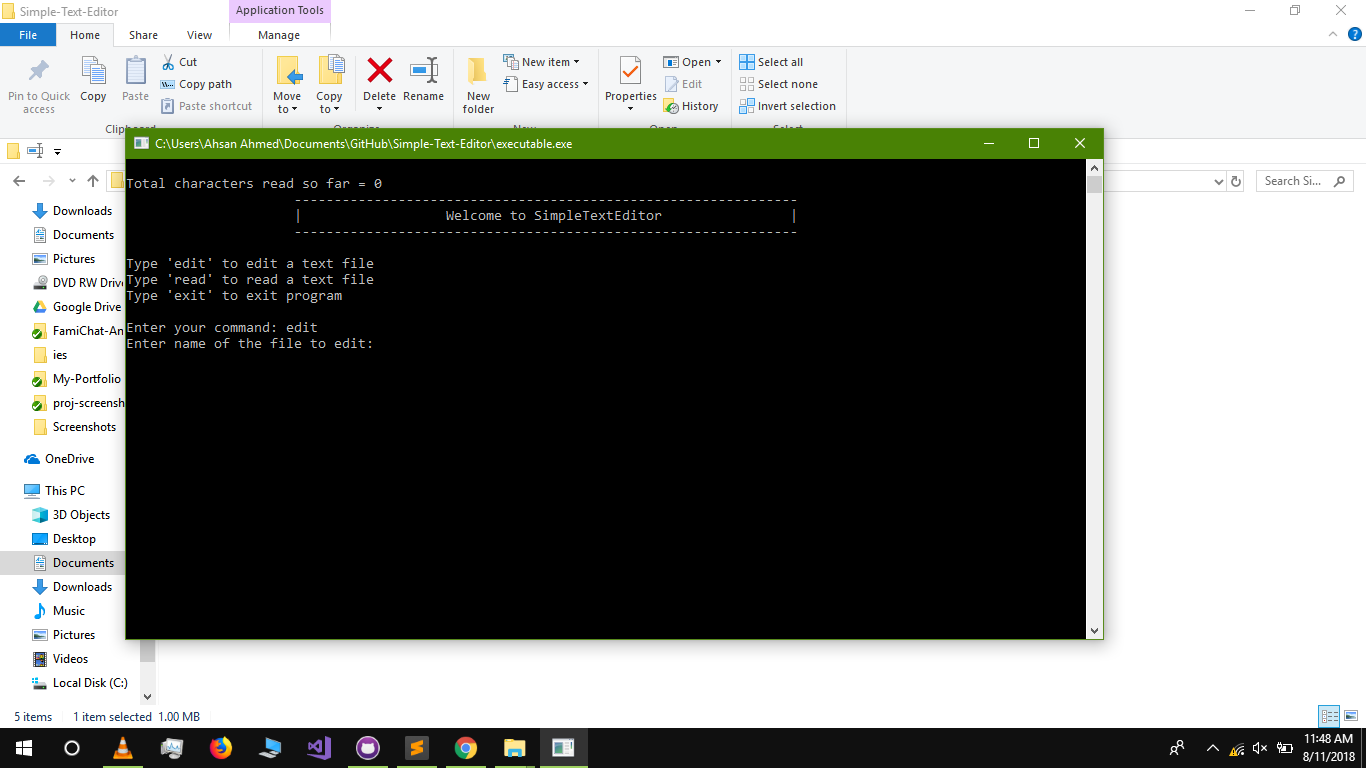 Simple-Text-Editor
Application Tools
File
Home
Share
View
Manage
Pin to Quick
access
Copy
Paste
Cut
Copy path
Paste shortcut
Move
to
Copy
to
Delete
Rename
New
folder
New item
Easy access
Properties
Open
Edit
History
Select all
Select none
Invert selection
New
Open
Select
C:\Users\Ahsan Ahmed\Documents\GitHub\Simple-Text-Editor\executable.exe
Search Si...
Total characters read so far = 0
---------------------------------------------------------------
| Welcome to SimpleTextEditor |
---------------------------------------------------------------
Type 'edit' to edit a text file
Type 'read' to read a text file
Type 'exit' to exit program
Enter your command: edit
Enter name of the file to edit:
Downloads
Documents
Pictures
DVD RW Driv
Google Drive
FamiChat-An
ies
My-Portfolio
proj-screensh
Screenshots
OneDrive
This PC
3D Objects
Desktop
Documents
Downloads
Music
Pictures
Videos
Local Disk (C:)
5 items 1 item selected 1.00 MB
11:48 AM
8/11/2018